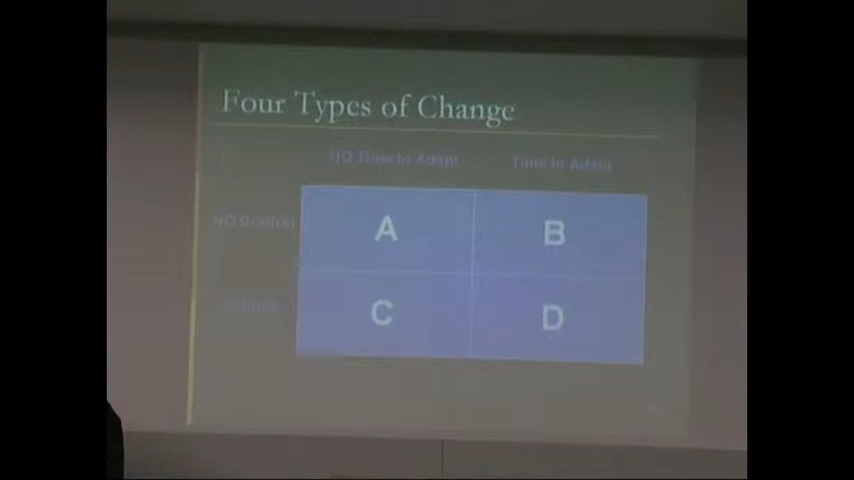 Four Types of Change
NO Time to Adapt Time to Adapt
NO Control A B
Control C D